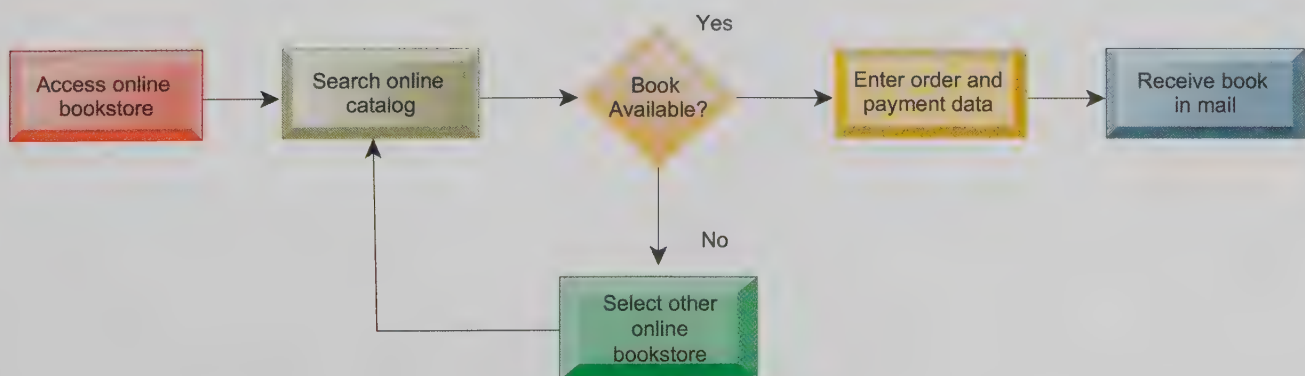 Yes
Access online
bookstore
Search online
catalog
Book
Available?
Enter order and
payment data
Receive book
in mail
No
Select other
online
bookstore